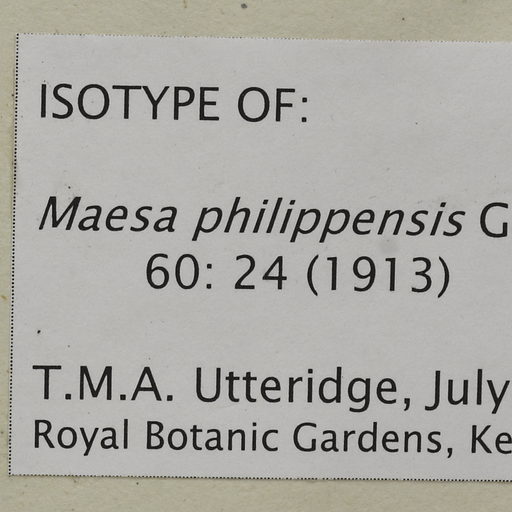 ISOTYPE OF:
Maesa philippensis G
60: 24 (1913)
T.M.A. Utteridge, July
Royal Botanic Gardens, Ke